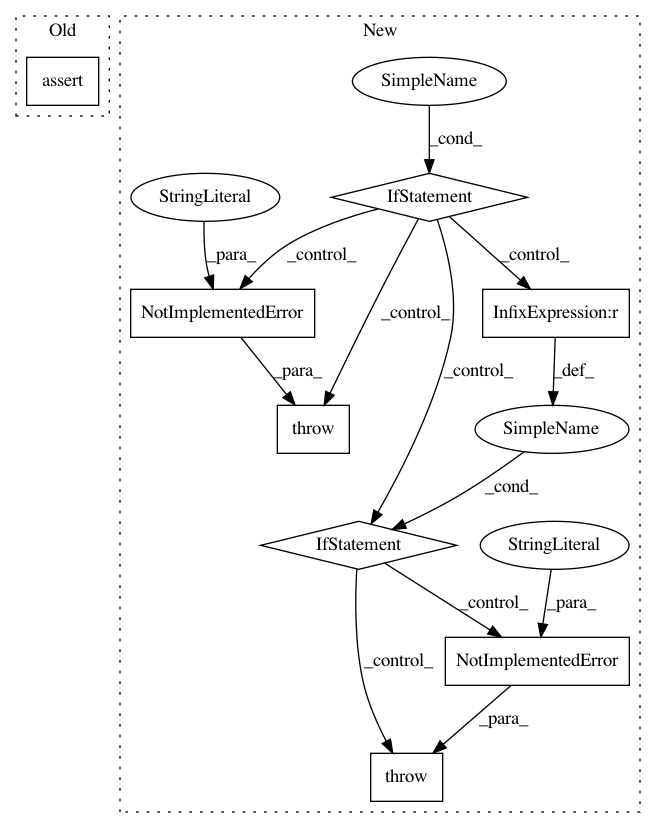 Old
New
assert
SimpleName
_cond_
StringLiteral
IfStatement
_para_
_control_
_control_
NotImplementedError
_control_
InfixExpression:r
_para_
_control_
_def_
throw
SimpleName
_cond_
IfStatement
StringLiteral
_control_
_para_
_control_
NotImplementedError
_para_
throw